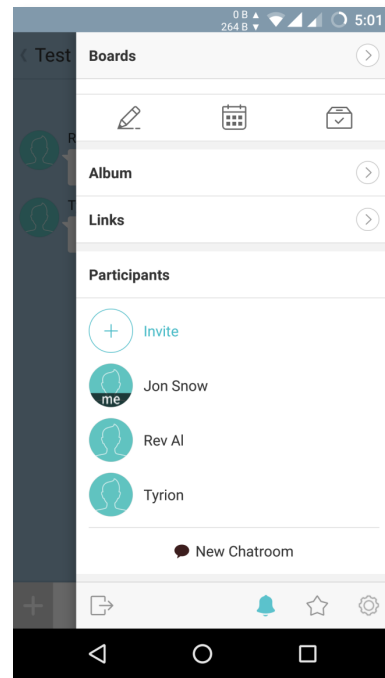 0 B ▲
264 B ▼
5:01
Test
Boards
R
T
Album
Links
Participants
Invite
me
Jon Snow
Rev Al
Tyrion
New Chatroom